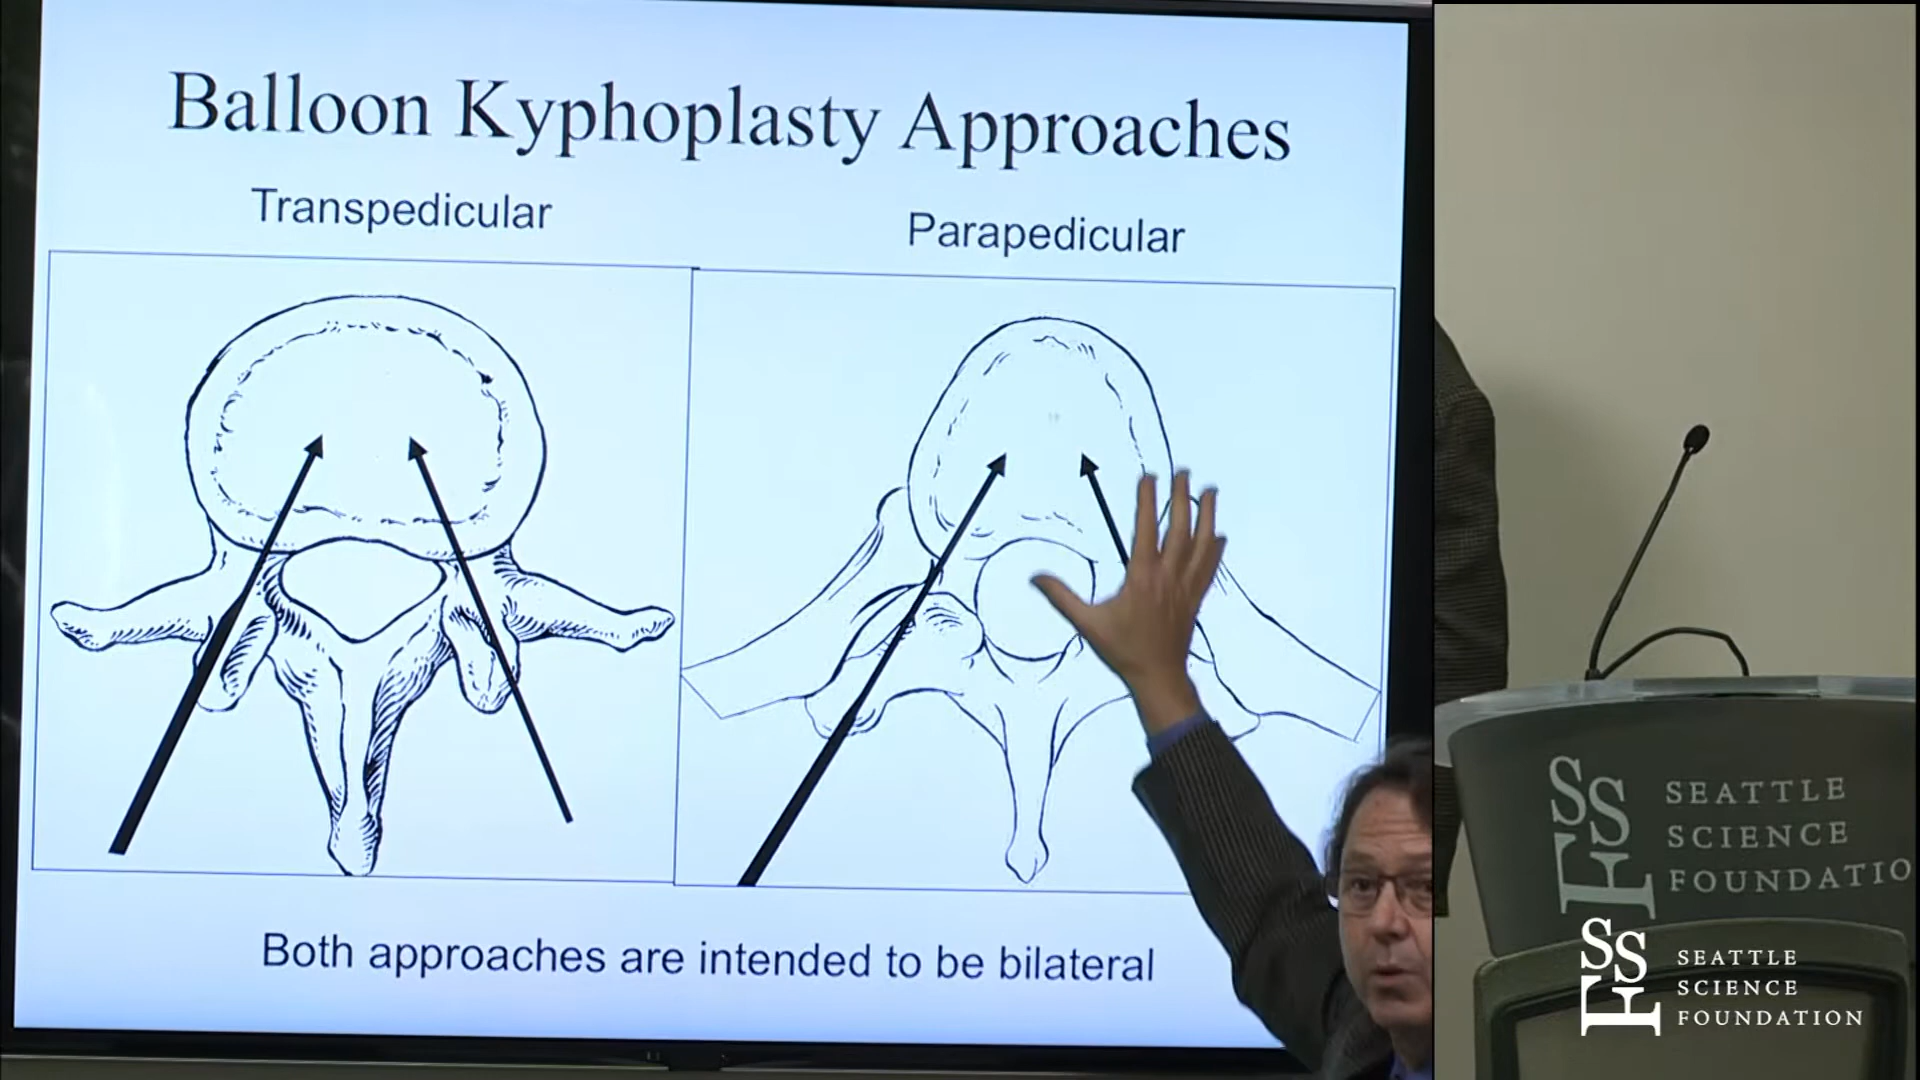 Balloon Kyphoplasty Approaches
Transpedicular
Parapedicular
Both approaches are intended to be bilateral
SSF
SEATTLE
SCIENCE
FOUNDATIO
SSF
SEATTLE
SCIENCE
FOUNDATION